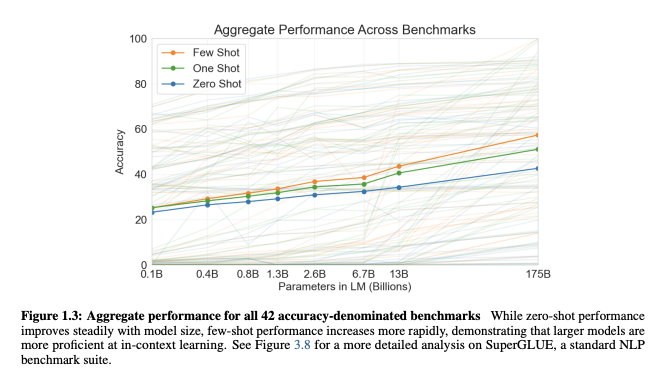 Aggregate Performance Across Benchmarks
100
Few Shot
One Shot
Zero Shot
80
60
Accuracy
40
20
0
0.1B 0.4B 0.8B 1.3B 2.6B 6.7B 13B 175B
Parameters in LM (Billions)
Figure 1.3: Aggregate performance for all 42 accuracy-denominated benchmarks While zero-shot performance
improves steadily with model size, few-shot performance increases more rapidly, demonstrating that larger models are
more proficient at in-context learning. See Figure 3.8 for a more detailed analysis on SuperGLUE, a standard NLP
benchmark suite.